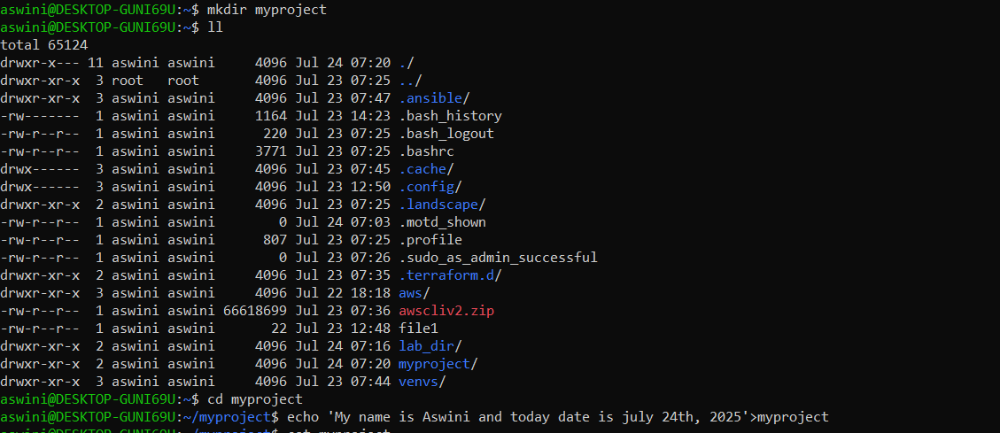 aswini@DESKTOP-GUNI69U:~$ mkdir myproject
aswini@DESKTOP-GUNI69U:~$ ll
total 65124
drwxr-x--- 11 aswini aswini     4096 Jul 24 07:20 ./
drwxr-xr-x  3 root   root       4096 Jul 23 07:25 ../
drwxr-xr-x  3 aswini aswini     4096 Jul 23 07:47 .ansible/
-rw-------  1 aswini aswini     1164 Jul 23 14:23 .bash_history
-rw-r--r--  1 aswini aswini      220 Jul 23 07:25 .bash_logout
-rw-r--r--  1 aswini aswini     3771 Jul 23 07:25 .bashrc
drwx------  3 aswini aswini     4096 Jul 23 07:45 .cache/
drwx------  3 aswini aswini     4096 Jul 23 12:50 .config/
drwxr-xr-x  2 aswini aswini     4096 Jul 23 07:25 .landscape/
-rw-r--r--  1 aswini aswini        0 Jul 24 07:03 .motd_shown
-rw-r--r--  1 aswini aswini      807 Jul 23 07:25 .profile
-rw-r--r--  1 aswini aswini        0 Jul 23 07:26 .sudo_as_admin_successful
drwxr-xr-x  2 aswini aswini     4096 Jul 23 07:35 .terraform.d/
drwxr-xr-x  3 aswini aswini     4096 Jul 22 18:18 aws/
-rw-r--r--  1 aswini aswini 66618699 Jul 23 07:36 awscliv2.zip
-rw-r--r--  1 aswini aswini       22 Jul 23 12:48 file1
drwxr-xr-x  2 aswini aswini     4096 Jul 24 07:16 lab_dir/
drwxr-xr-x  2 aswini aswini     4096 Jul 24 07:20 myproject/
drwxr-xr-x  3 aswini aswini     4096 Jul 23 07:44 venvs/
aswini@DESKTOP-GUNI69U:~$ cd myproject
aswini@DESKTOP-GUNI69U:~/myproject$ echo 'My name is Aswini and today date is july 24th, 2025'>myproject
aswini@DESKTOP-GUNI69U:~/myproject$ cat myproject